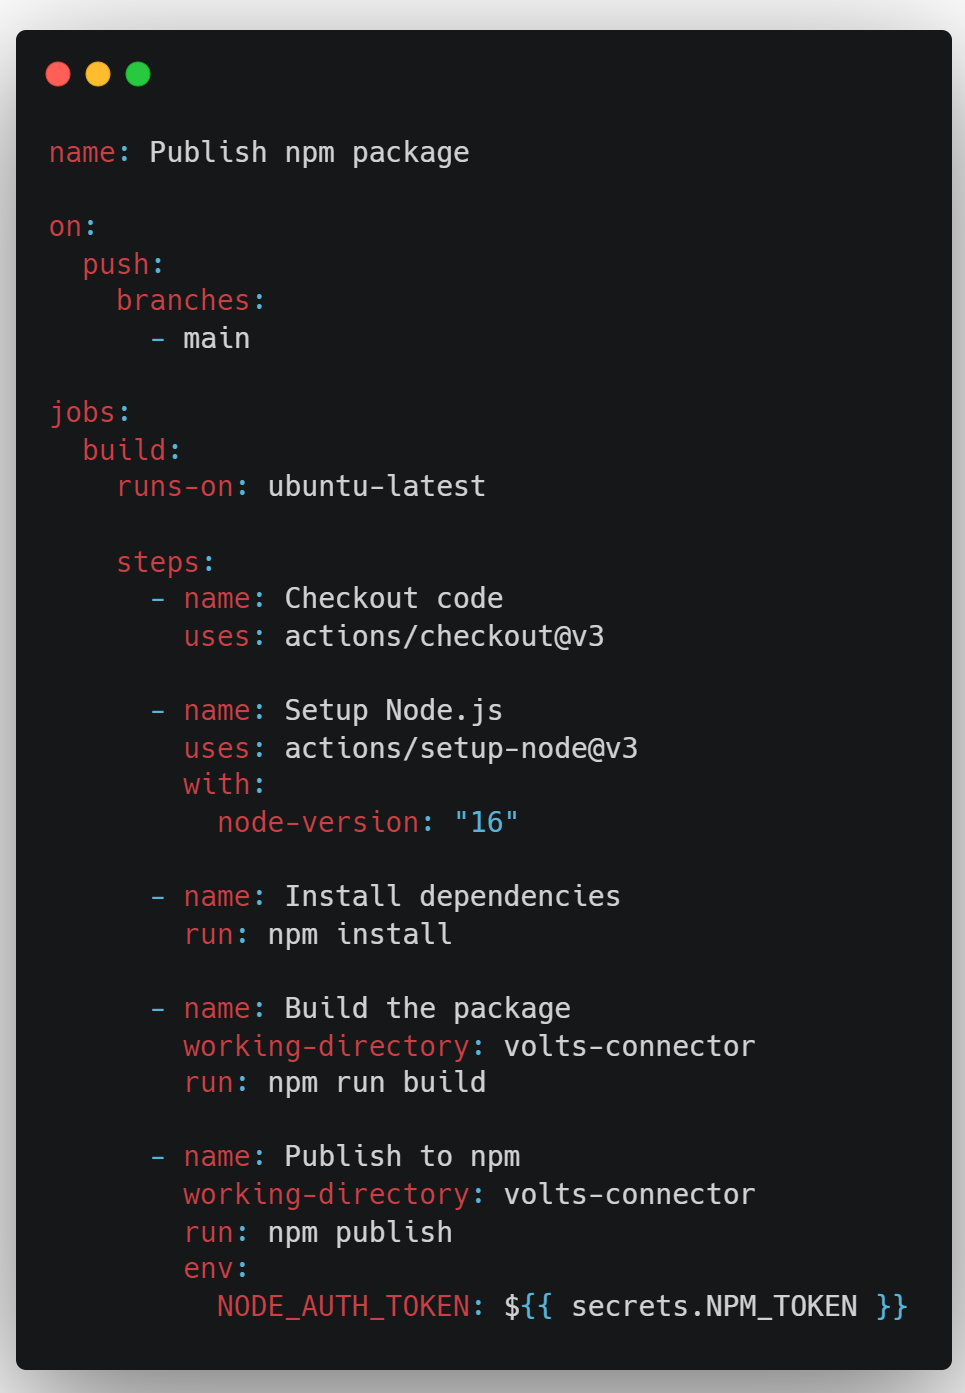 name: Publish npm package
on:
  push:
    branches:
      - main
jobs:
  build:
    runs-on: ubuntu-latest
    steps:
      - name: Checkout code
        uses: actions/checkout@v3
      - name: Setup Node.js
        uses: actions/setup-node@v3
        with:
          node-version: "16"
      - name: Install dependencies
        run: npm install
      - name: Build the package
        working-directory: volts-connector
        run: npm run build
      - name: Publish to npm
        working-directory: volts-connector
        run: npm publish
        env:
          NODE_AUTH_TOKEN: ${{ secrets.NPM_TOKEN }}